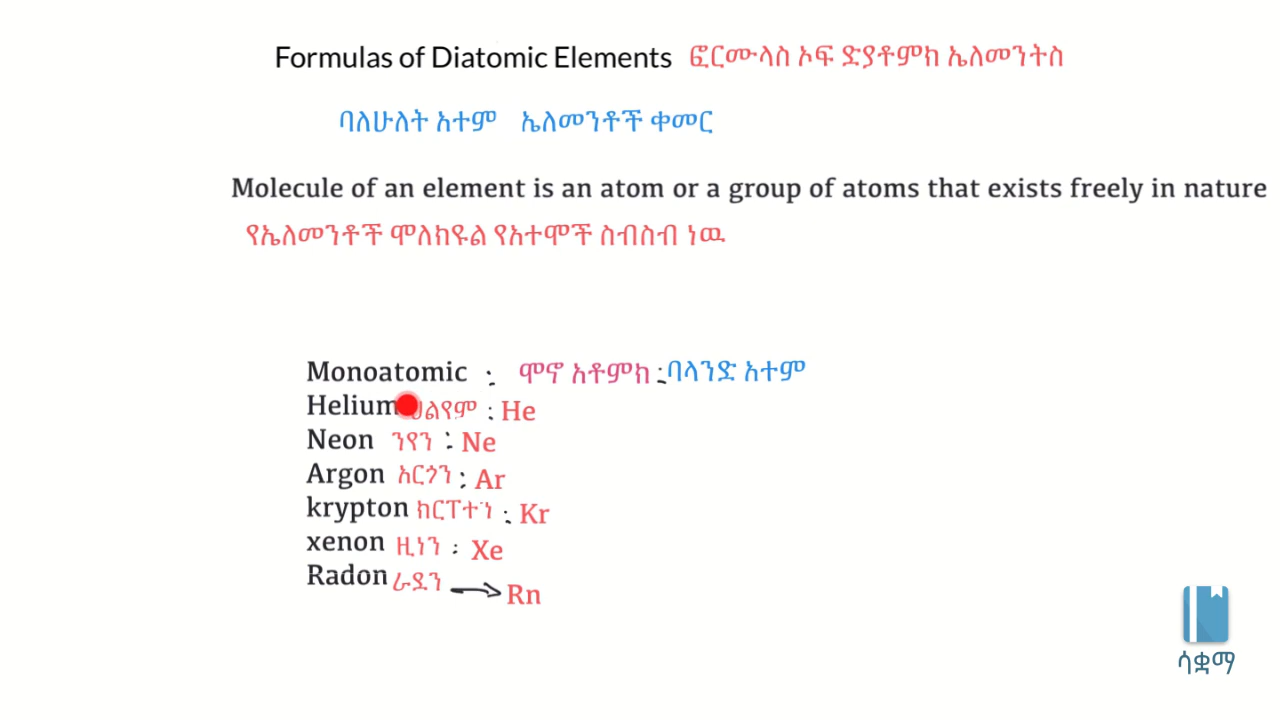 Formulas of Diatomic Elements ፎርሙላስ ኦፍ ድያቶምክ ኤለመንትስ
ባለሁለት አተም ኤለመንቶች ቀመር
Molecule of an element is an atom or a group of atoms that exists freely in nature
የኤለመንቶች ሞለክዩል የአተሞች ስብስብ ነዉ
Monoatomic : ሞኖ አቶምክ :ባላንድ አተም
Helium ህልየም : He
Neon ንየን : Ne
Argon አርጎን : Ar
krypton ክርፕተን : Kr
xenon ዚነን : Xe
Radon ራደን → Rn
ሳቋማ